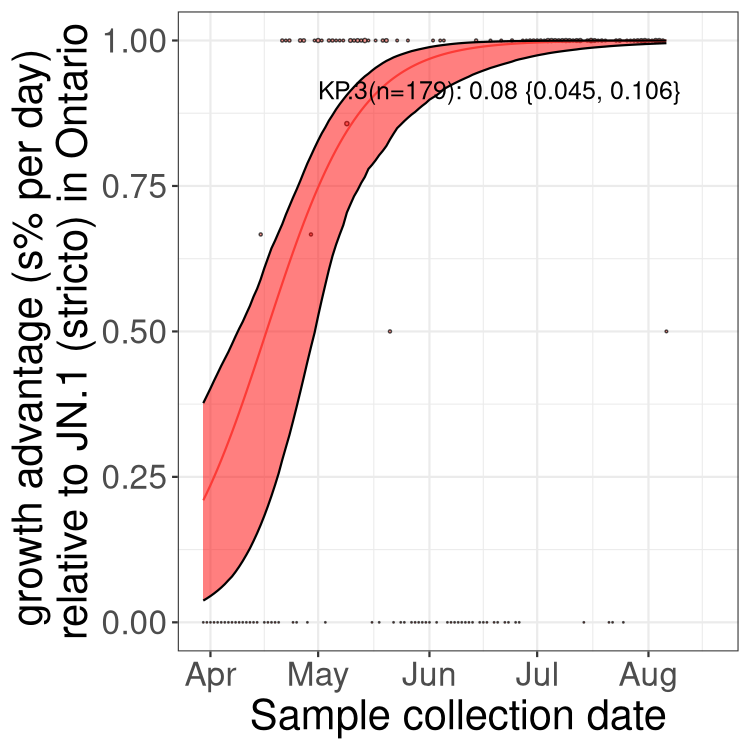 growth advantage (s% per day)
relative to JN.1 (stricto) in Ontario
1.00
0.75
0.50
0.25
0.00
KP.3(n=179): 0.08 {0.045, 0.106}
Apr May Jun Jul Aug
Sample collection date